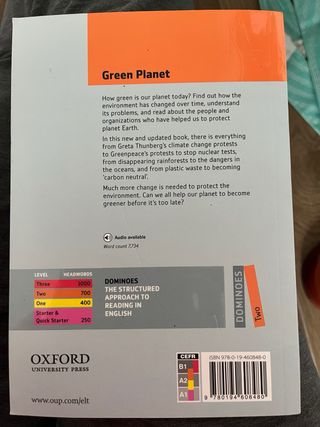 Green Planet
How green is our planet today? Find out how the
environment has changed over time, understand
its problems, and read about the people and
organizations who have helped us to protect
planet Earth.
In this new and updated book, there is everything
from Greta Thunberg's climate change protests
to Greenpeace's protests to stop nuclear tests,
from disappearing rainforests to the dangers in
the oceans, and from plastic waste to becoming
'carbon neutral'.
Much more change is needed to protect the
environment. Can we all help our planet to become
greener before it's too late?
Audio available
Word count 7,734
LEVEL HEADWORDS
Three 1000
Two 700
One 400
Starter &
Quick Starter 250
DOMINOES
THE STRUCTURED
APPROACH TO
READING IN
ENGLISH
DOMINOES
Two
OXFORD
UNIVERSITY PRESS
www.oup.com/elt
CEFR
B1
A2
A1
ISBN 978-0-19-460848-0
9 780194 608480